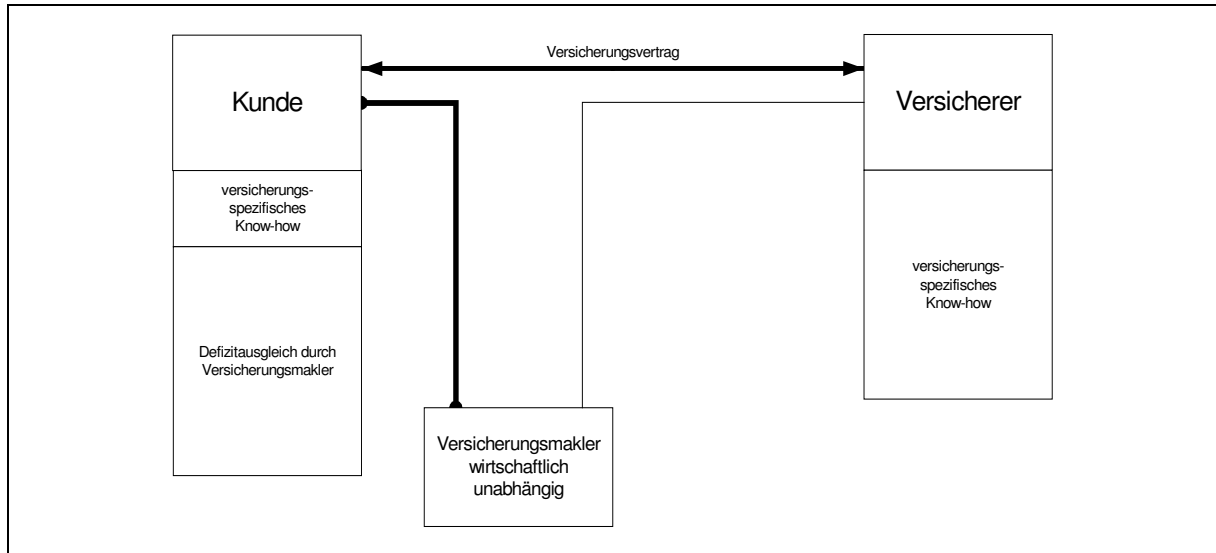 Versicherungsvertrag
Kunde
Versicherer
versicherungs-
spezifisches
Know-how
versicherungs-
spezifisches
Know-how
Defizitausgleich durch
Versicherungsmakler
Versicherungsmakler
wirtschaftlich
unabhängig